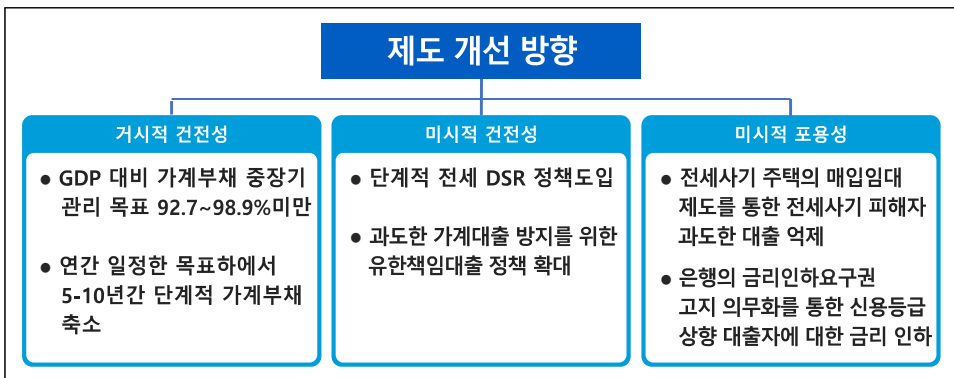 제도 개선 방향
거시적 건전성
● GDP 대비 가계부채 중장기
관리 목표 92.7~98.9%미만
● 연간 일정한 목표하에서
5-10년간 단계적 가계부채
축소
미시적 건전성
● 단계적 전세 DSR 정책도입
● 과도한 가계대출 방지를 위한
유한책임대출 정책 확대
미시적 포용성
● 전세사기 주택의 매입임대
제도를 통한 전세사기 피해자
과도한 대출 억제
● 은행의 금리인하요구권
고지 의무화를 통한 신용등급
상향 대출자에 대한 금리 인하